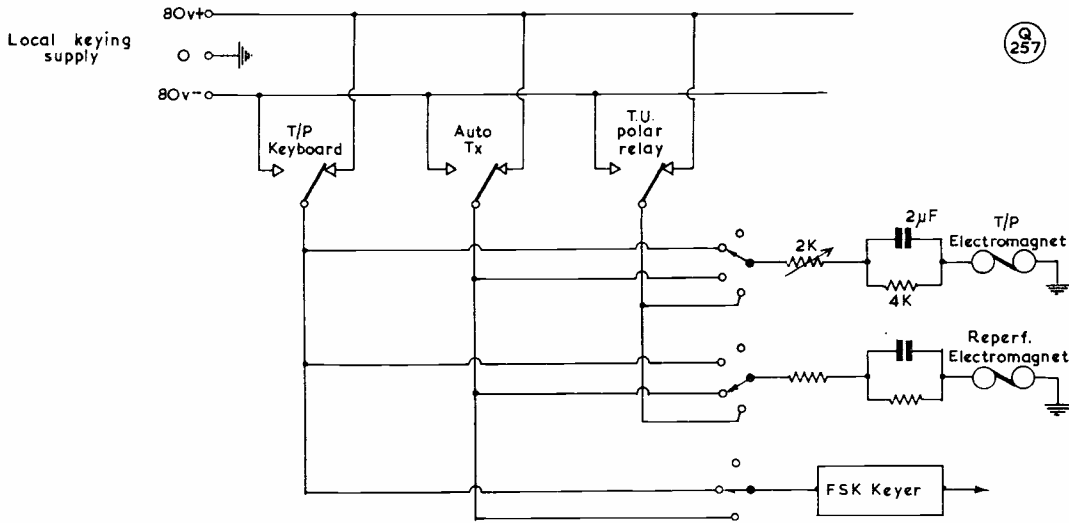 80v+
Local keying
supply
O
80v-
Q
257
T/P
Keyboard
Auto
Tx
T.U.
polar
relay
2K
2µF
4K
T/P
Electromagnet
Reperf.
Electromagnet
FSK Keyer